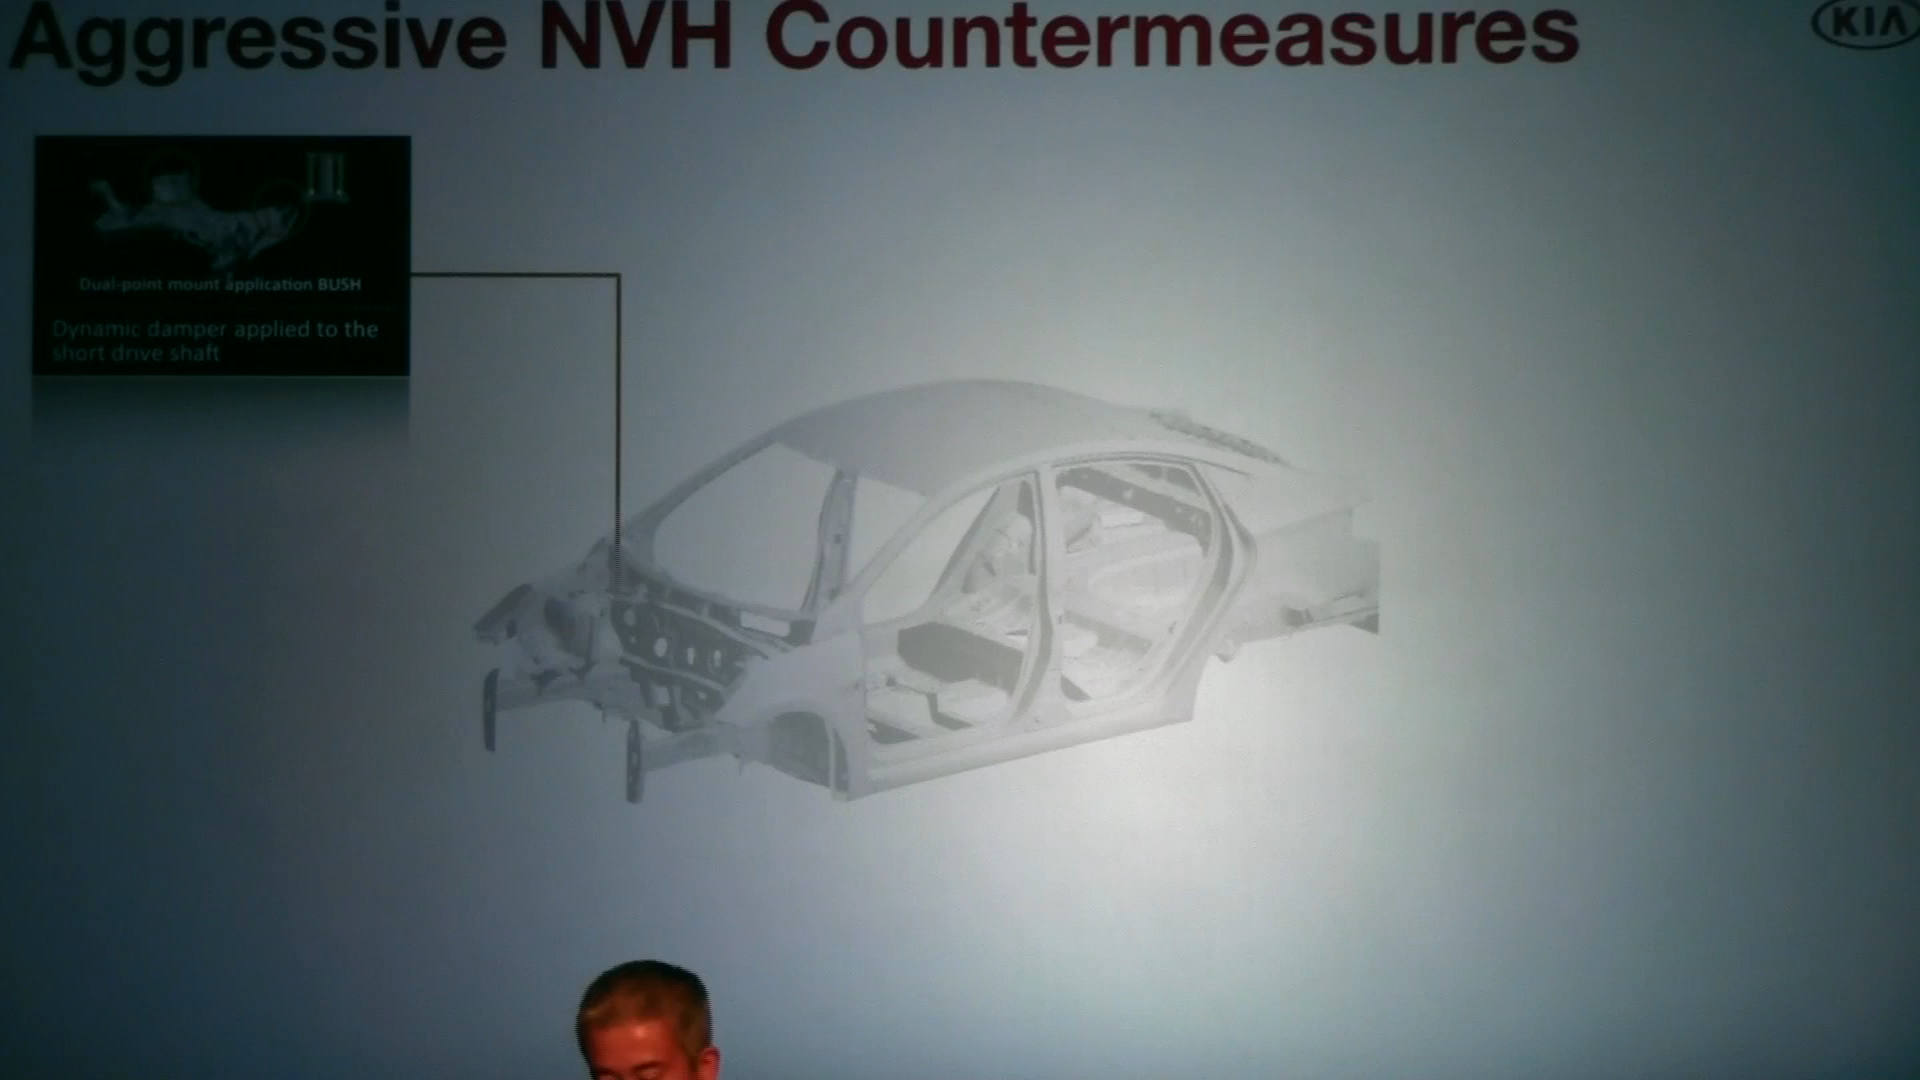 Aggressive NVH Countermeasures
KIA
Dual-point mount application BUSH
Dynamic damper applied to the
short drive shaft